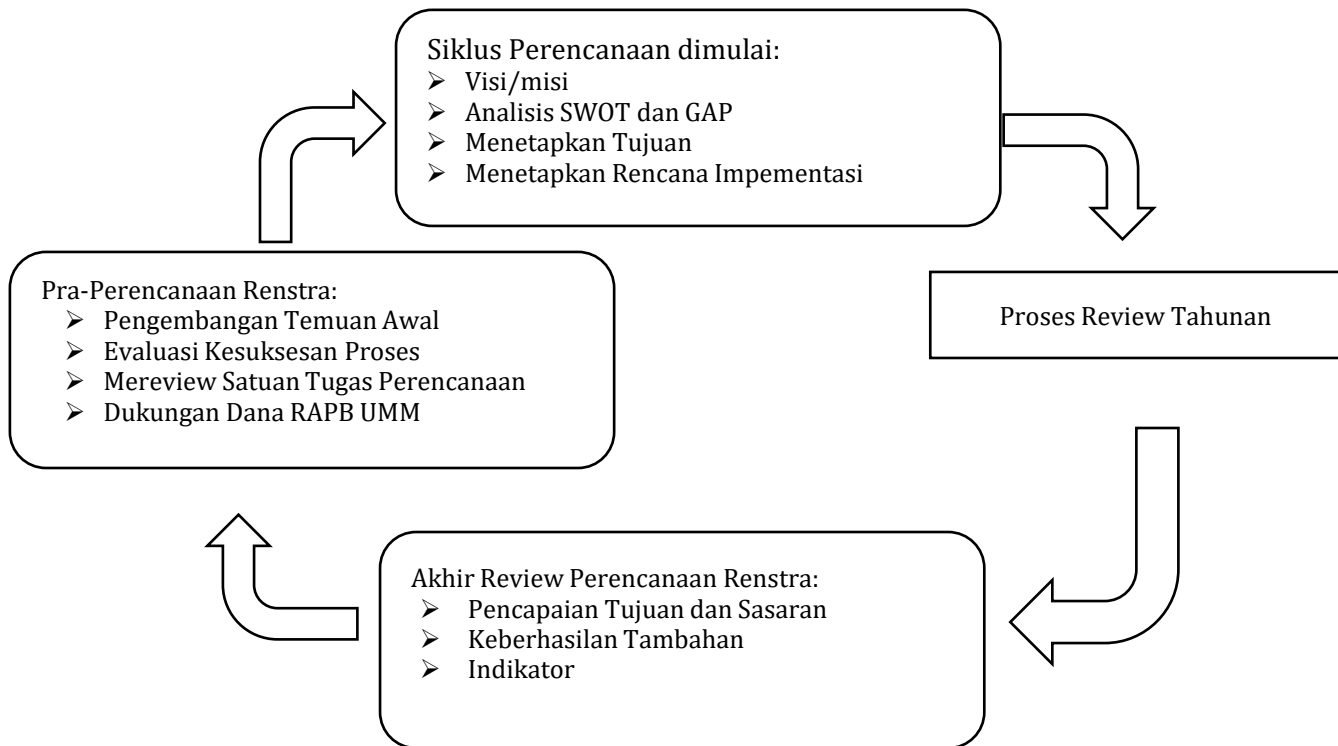 Siklus Perencanaan dimulai:
➢ Visi/misi
➢ Analisis SWOT dan GAP
➢ Menetapkan Tujuan
➢ Menetapkan Rencana Impementasi
Pra-Perencanaan Renstra:
➢ Pengembangan Temuan Awal
➢ Evaluasi Kesuksesan Proses
➢ Mereview Satuan Tugas Perencanaan
➢ Dukungan Dana RAPB UMM
Proses Review Tahunan
Akhir Review Perencanaan Renstra:
➢ Pencapaian Tujuan dan Sasaran
➢ Keberhasilan Tambahan
➢ Indikator